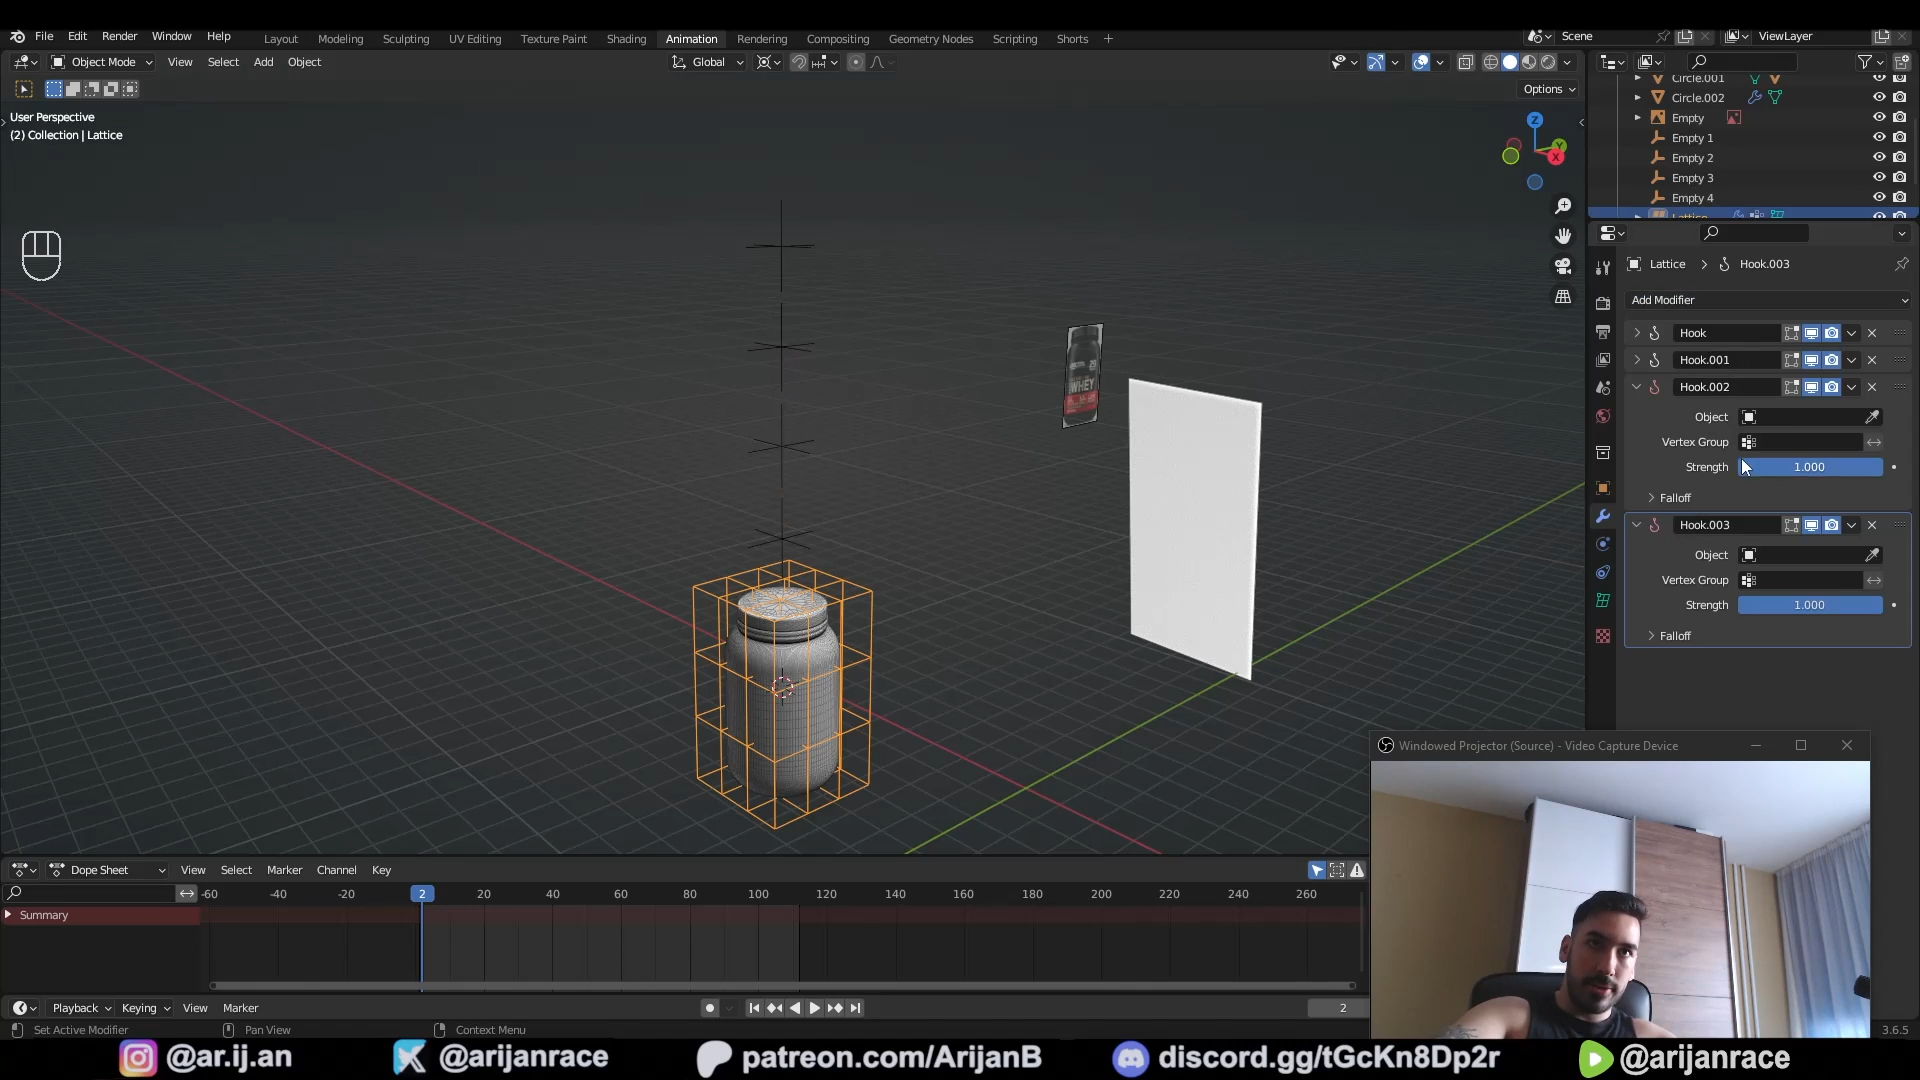 File Edit Render Window Help
Layout Modeling Sculpting UV Editing Texture Paint Shading Animation Rendering Compositing Geometry Nodes Scripting Shorts +
Scene
ViewLayer
Object Mode View Select Add Object
Global
Options
User Perspective
(2) Collection | Lattice
Z
Y
X
WHEY
Circle.001
Circle.002
Empty
Empty 1
Empty 2
Empty 3
Empty 4
Lattice
Lattice > Hook.003
Add Modifier
Hook
Hook.001
Hook.002
Object
Vertex Group
Strength 1.000
Falloff
Hook.003
Object
Vertex Group
Strength 1.000
Falloff
Windowed Projector (Source) - Video Capture Device
Dope Sheet View Select Marker Channel Key
-60 -40 -20 2 20 40 60 80 100 120 140 160 180 200 220 240 260
Summary
Playback Keying View Marker
2
Set Active Modifier Pan View Context Menu
3.6.5
@ar.ij.an @arijanrace patreon.com/ArijanB discord.gg/tGcKn8Dp2r @arijanrace